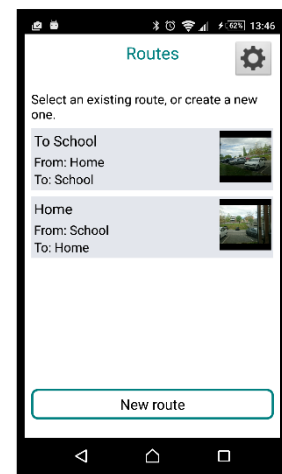 62% 13:46
Routes
Select an existing route, or create a new
one.
To School
From: Home
To: School
Home
From: School
To: Home
New route